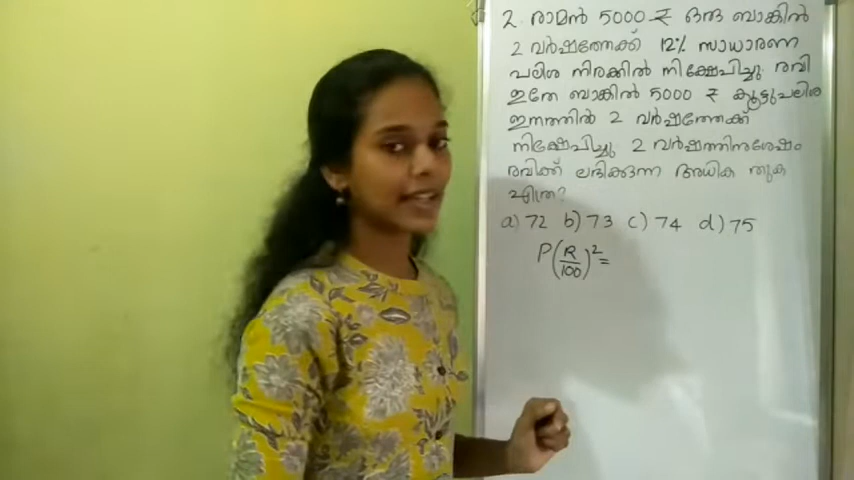 2. രാമൻ 5000 ₹ ഒരു ബാങ്കിൽ
2 വർഷത്തേക്ക് 12% സാധാരണ
പലിശ നിരക്കിൽ നിക്ഷേപിച്ചു. രവി
ഇതേ ബാങ്കിൽ 5000 ₹ കൂട്ടുപലിശ
ഇനത്തിൽ 2 വർഷത്തേക്ക്
നിക്ഷേപിച്ചു. 2 വർഷത്തിനുശേഷം
രവിക്ക് ലഭിക്കുന്ന അധിക തുക
എത്ര?
a) 72 b) 73 c) 74 d) 75
P(R/100)²=